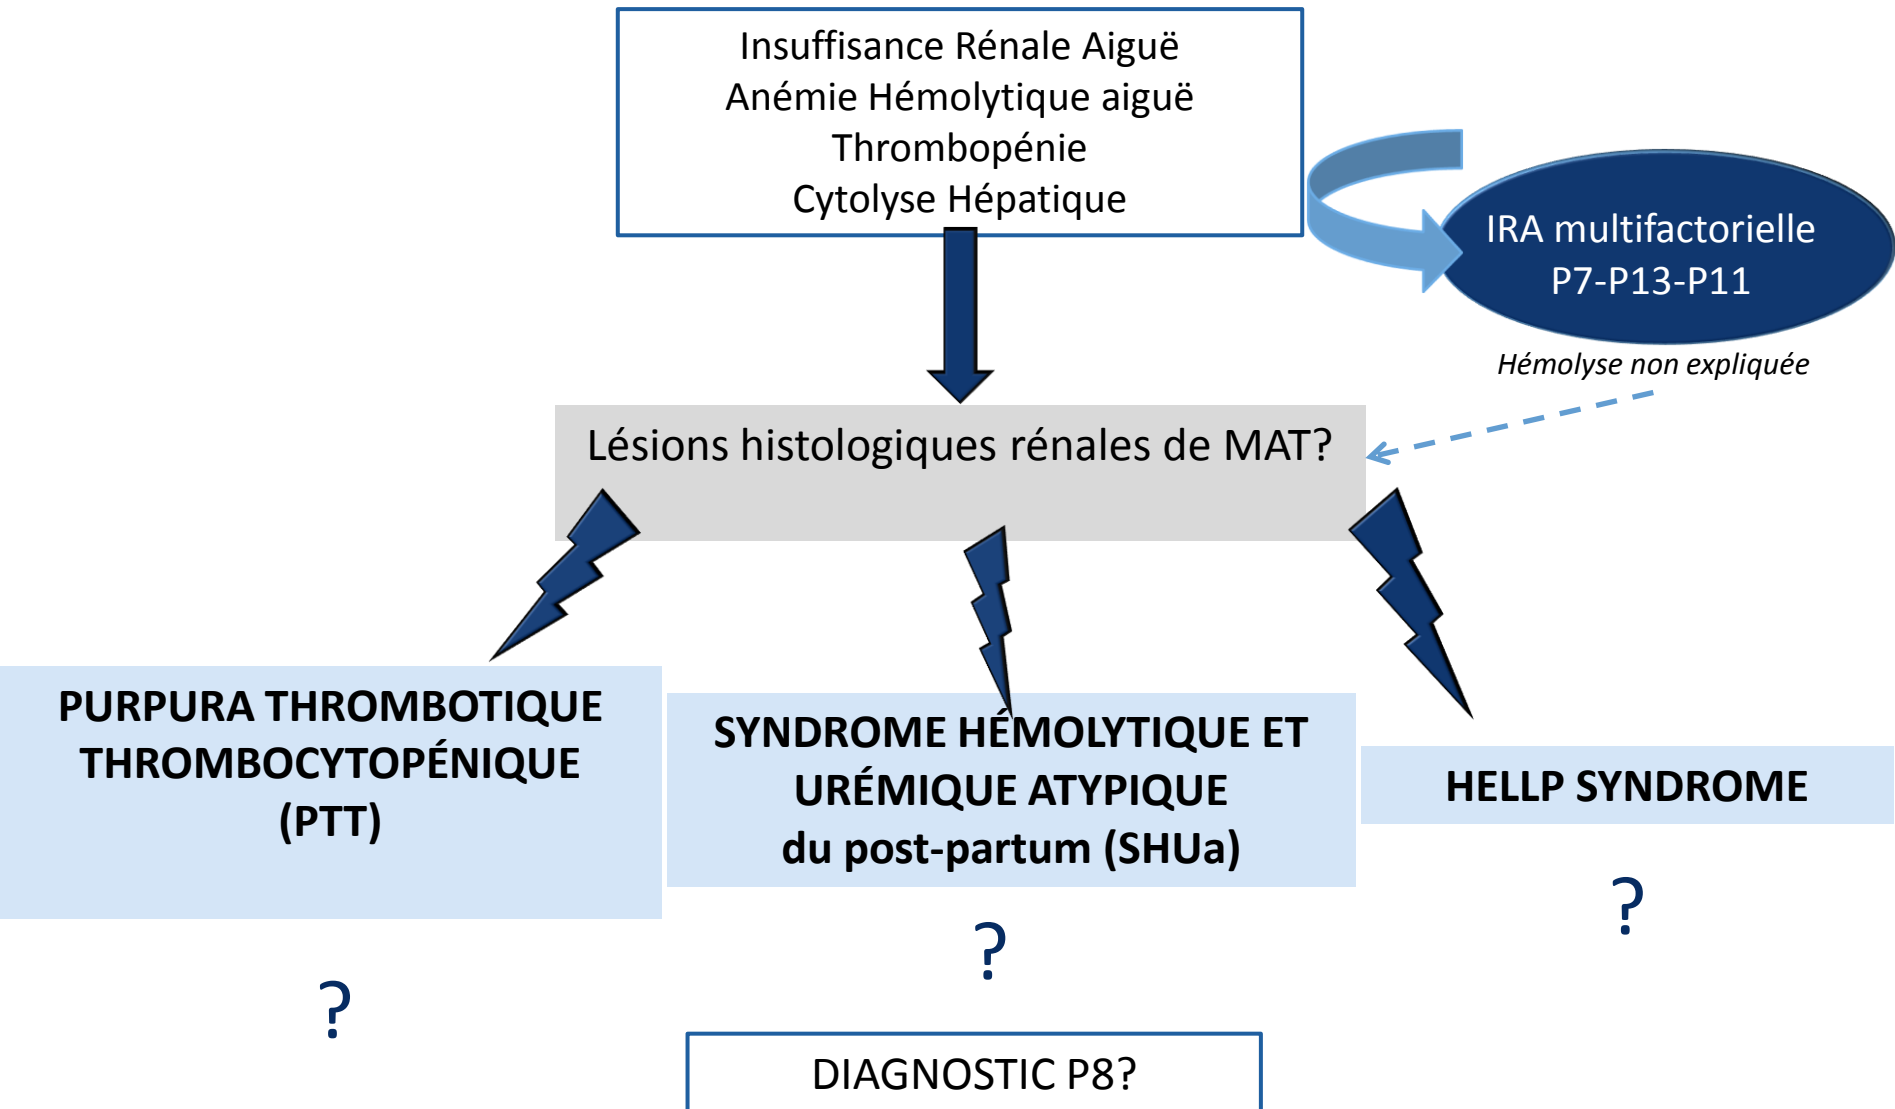 Insuffisance Rénale Aiguë
Anémie Hémolytique aiguë
Thrombopénie
Cytolyse Hépatique
IRA multifactorielle
P7-P13-P11
Hémolyse non expliquée
Lésions histologiques rénales de MAT?
PURPURA THROMBOTIQUE
THROMBOCYTOPÉNIQUE
(PTT)
?
SYNDROME HÉMOLYTIQUE ET
URÉMIQUE ATYPIQUE
du post-partum (SHUa)
?
HELLP SYNDROME
?
DIAGNOSTIC P8?